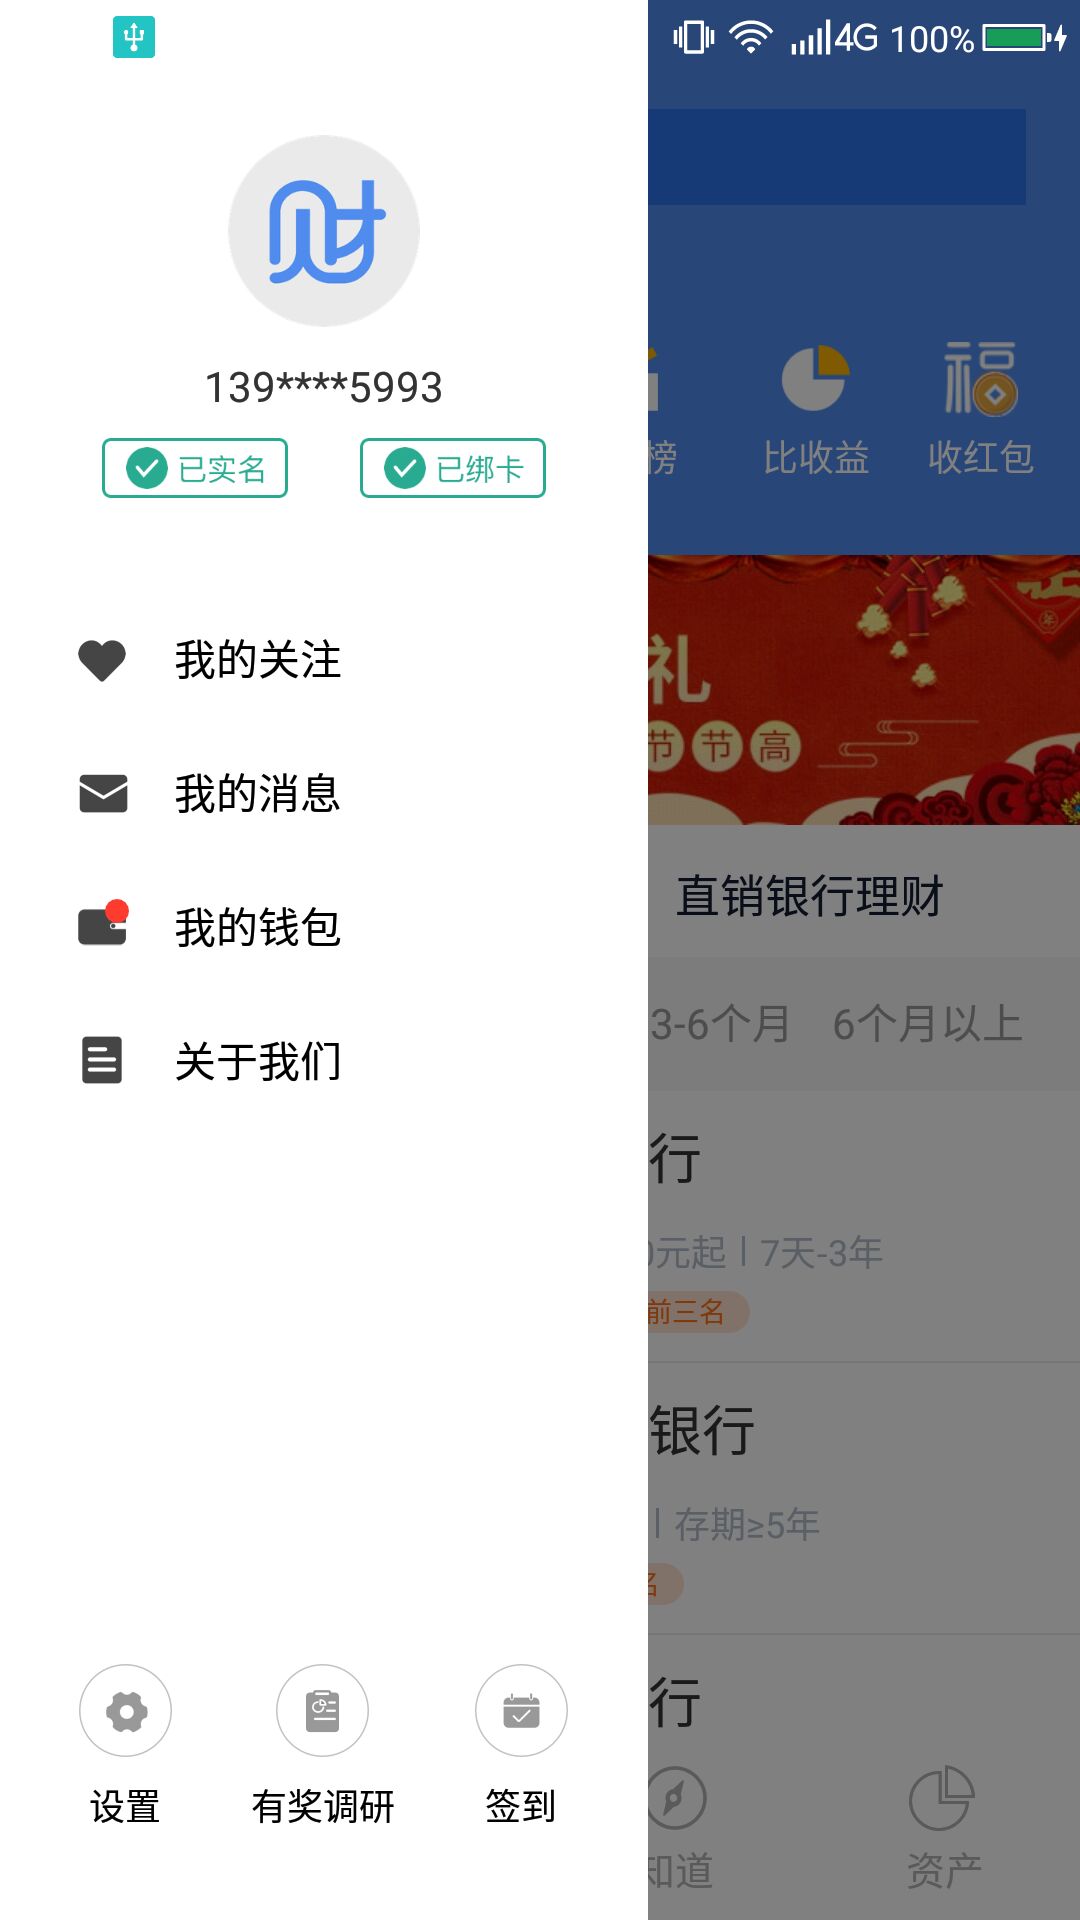 4G 100%
财
139****5993
已实名 已绑卡
榜 比收益 福 收红包
我的关注
礼
年
节节高
我的消息
直销银行理财
我的钱包
3-6个月 6个月以上
关于我们
行
0元起 | 7天-3年
前三名
银行
| 存期≥5年
名
行
设置 有奖调研 签到
知道 资产